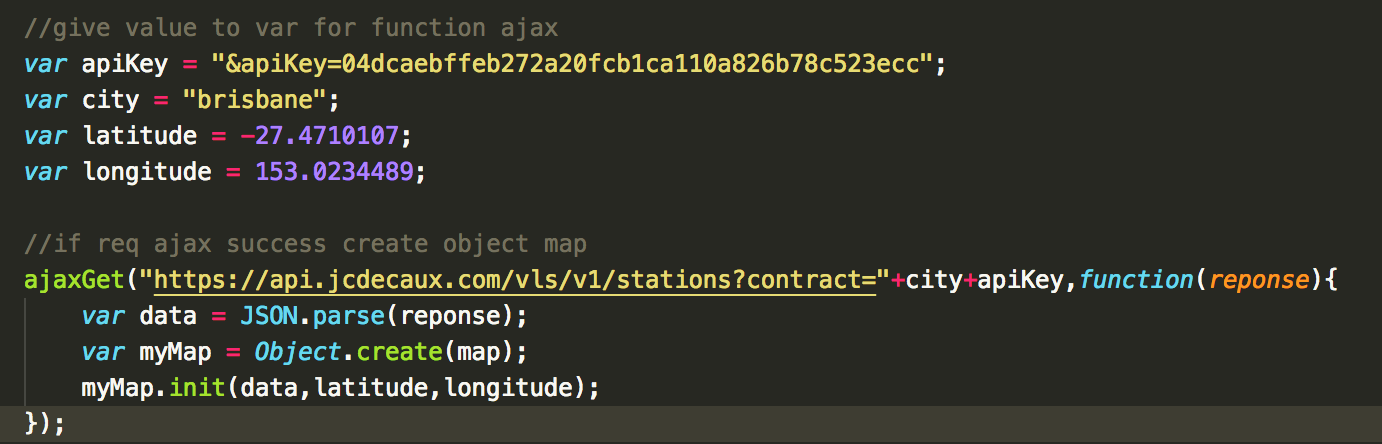 //give value to var for function ajax
var apiKey = "&apiKey=04dcaebffeb272a20fcb1ca110a826b78c523ecc";
var city = "brisbane";
var latitude = -27.4710107;
var longitude = 153.0234489;
//if req ajax success create object map
ajaxGet("https://api.jcdecaux.com/vls/v1/stations?contract="+city+apiKey,function(reponse){
    var data = JSON.parse(reponse);
    var myMap = Object.create(map);
    myMap.init(data,latitude,longitude);
});